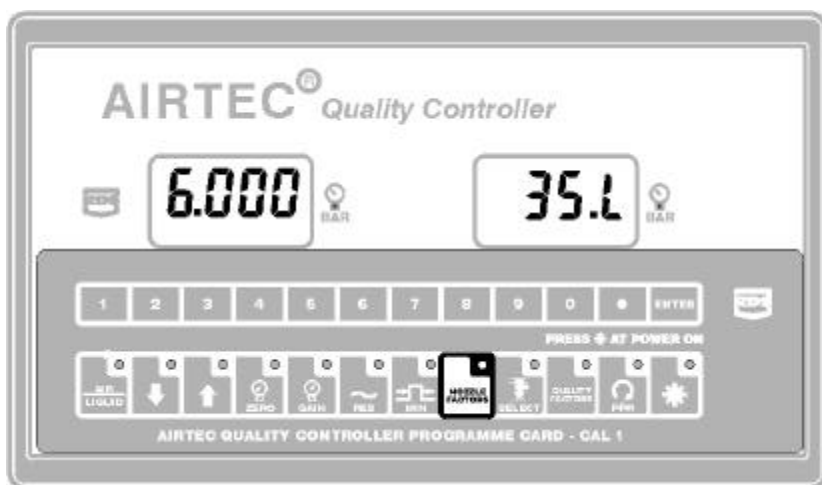 AIRTEC® Quality Controller
6.000 BAR 35.L BAR
1 2 3 4 5 6 7 8 9 0 • ENTER
PRESS ✱ AT POWER ON
AIR LIQUID ZERO GAIN RES MIN NOZZLE FACTORS SELECT QUALITY FACTORS PPR
AIRTEC QUALITY CONTROLLER PROGRAMME CARD - CAL 1